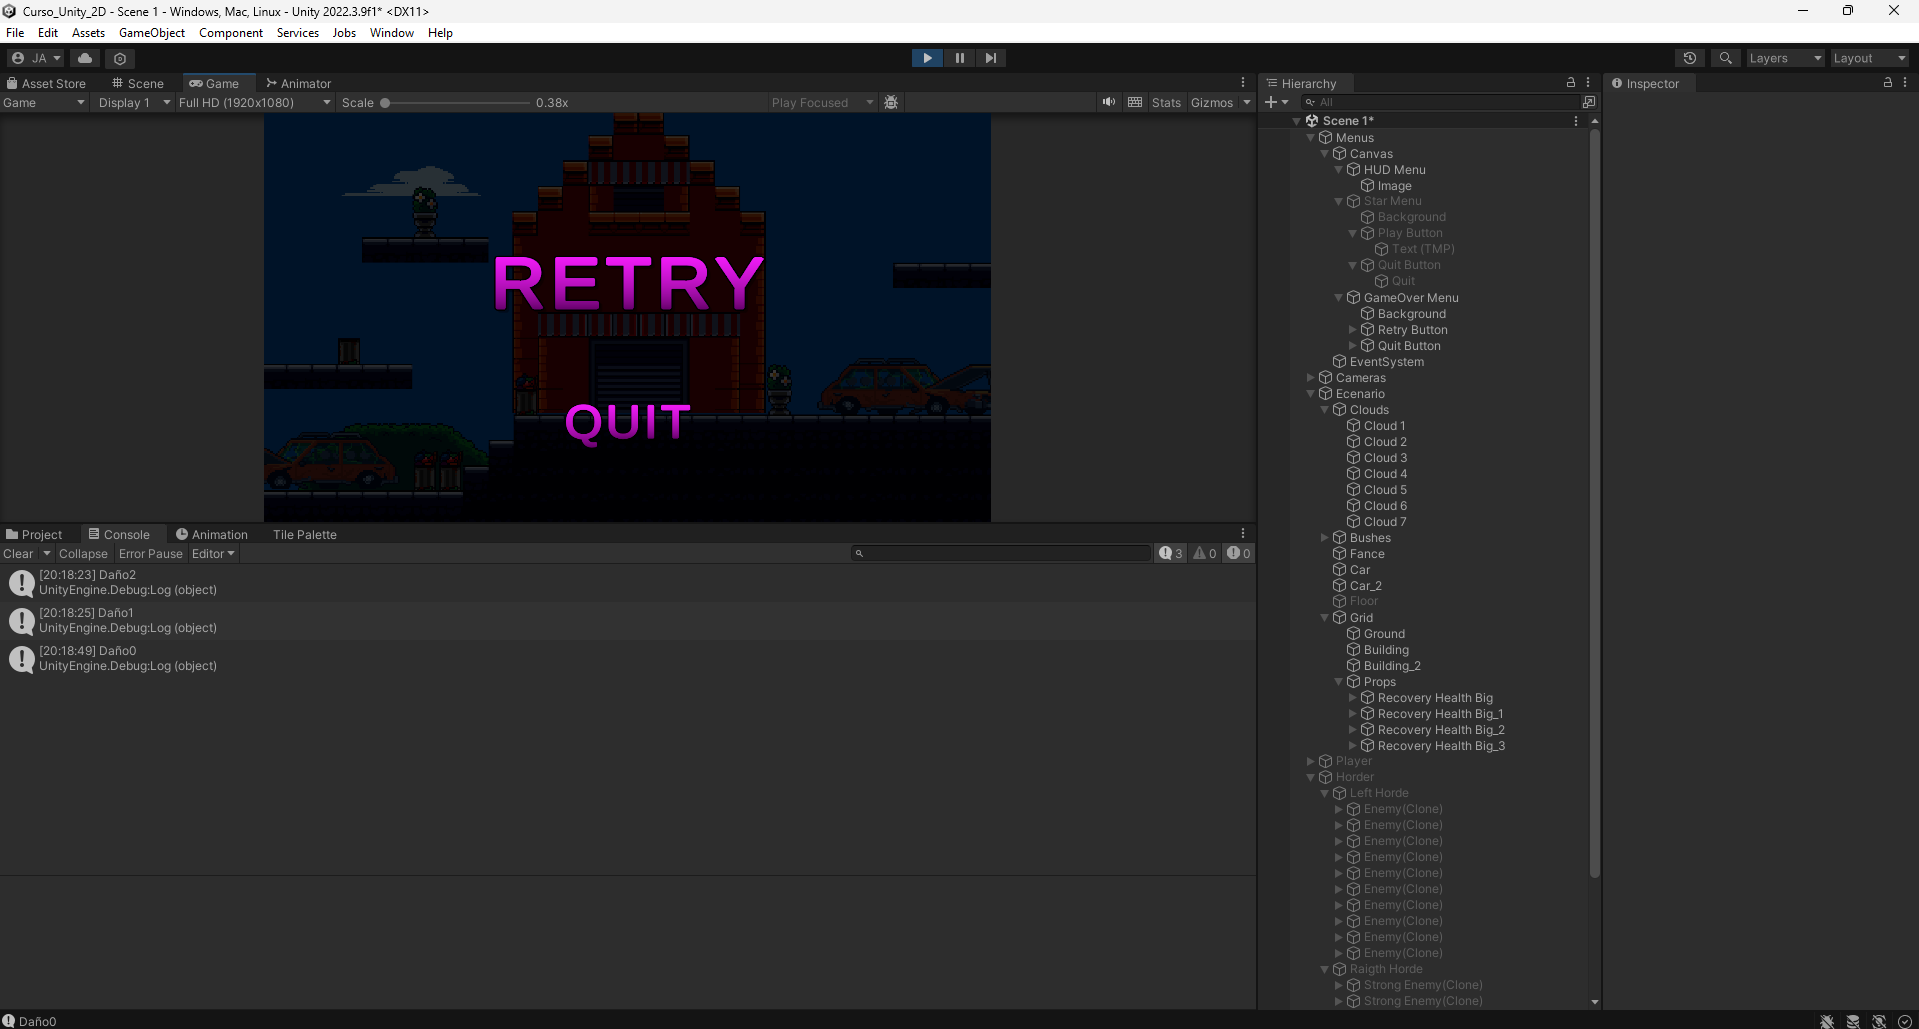 Curso_Unity_2D - Scene 1 - Windows, Mac, Linux - Unity 2022.3.9f1* <DX11>
File Edit Assets GameObject Component Services Jobs Window Help
JA Layers Layout
Asset Store Scene Game Animator
Game Display 1 Full HD (1920x1080) Scale 0.38x Play Focused Stats Gizmos
RETRY
QUIT
Project Console Animation Tile Palette
Clear Collapse Error Pause Editor 3 0 0
[20:18:23] Daño2
UnityEngine.Debug:Log (object)
[20:18:25] Daño1
UnityEngine.Debug:Log (object)
[20:18:49] Daño0
UnityEngine.Debug:Log (object)
Daño0
Hierarchy
All
Scene 1*
Menus
Canvas
HUD Menu
Image
Star Menu
Background
Play Button
Text (TMP)
Quit Button
Quit
GameOver Menu
Background
Retry Button
Quit Button
EventSystem
Cameras
Ecenario
Clouds
Cloud 1
Cloud 2
Cloud 3
Cloud 4
Cloud 5
Cloud 6
Cloud 7
Bushes
Fance
Car
Car_2
Floor
Grid
Ground
Building
Building_2
Props
Recovery Health Big
Recovery Health Big_1
Recovery Health Big_2
Recovery Health Big_3
Player
Horder
Left Horde
Enemy(Clone)
Enemy(Clone)
Enemy(Clone)
Enemy(Clone)
Enemy(Clone)
Enemy(Clone)
Enemy(Clone)
Enemy(Clone)
Enemy(Clone)
Enemy(Clone)
Raigth Horde
Strong Enemy(Clone)
Strong Enemy(Clone)
Inspector